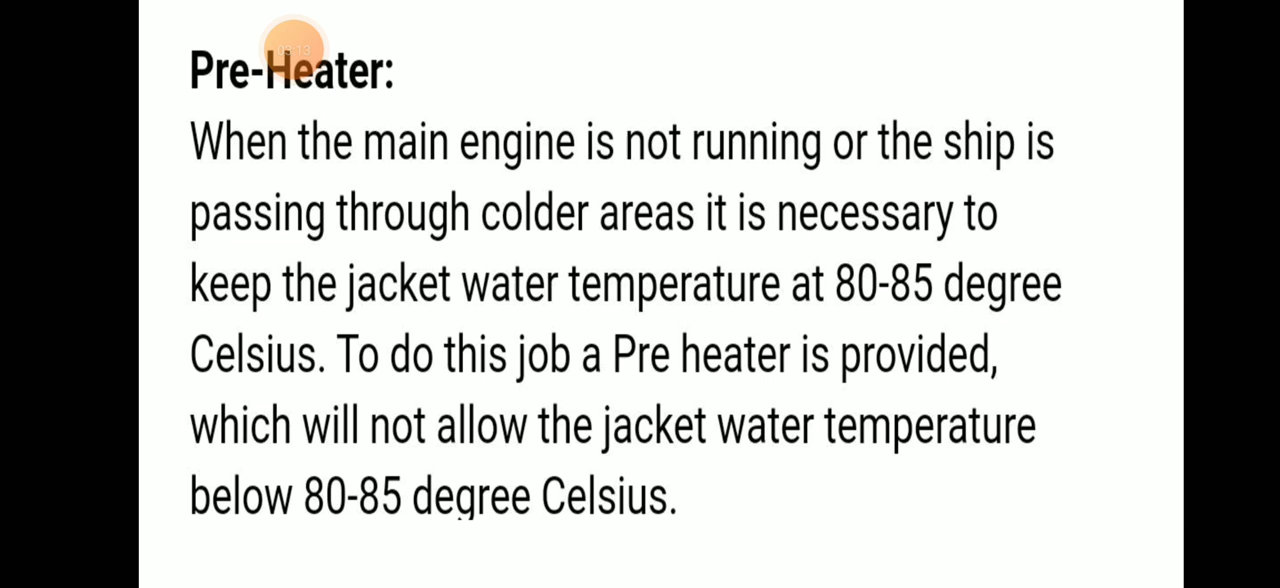 Pre-Heater:
When the main engine is not running or the ship is
passing through colder areas it is necessary to
keep the jacket water temperature at 80-85 degree
Celsius. To do this job a Pre heater is provided,
which will not allow the jacket water temperature
below 80-85 degree Celsius.